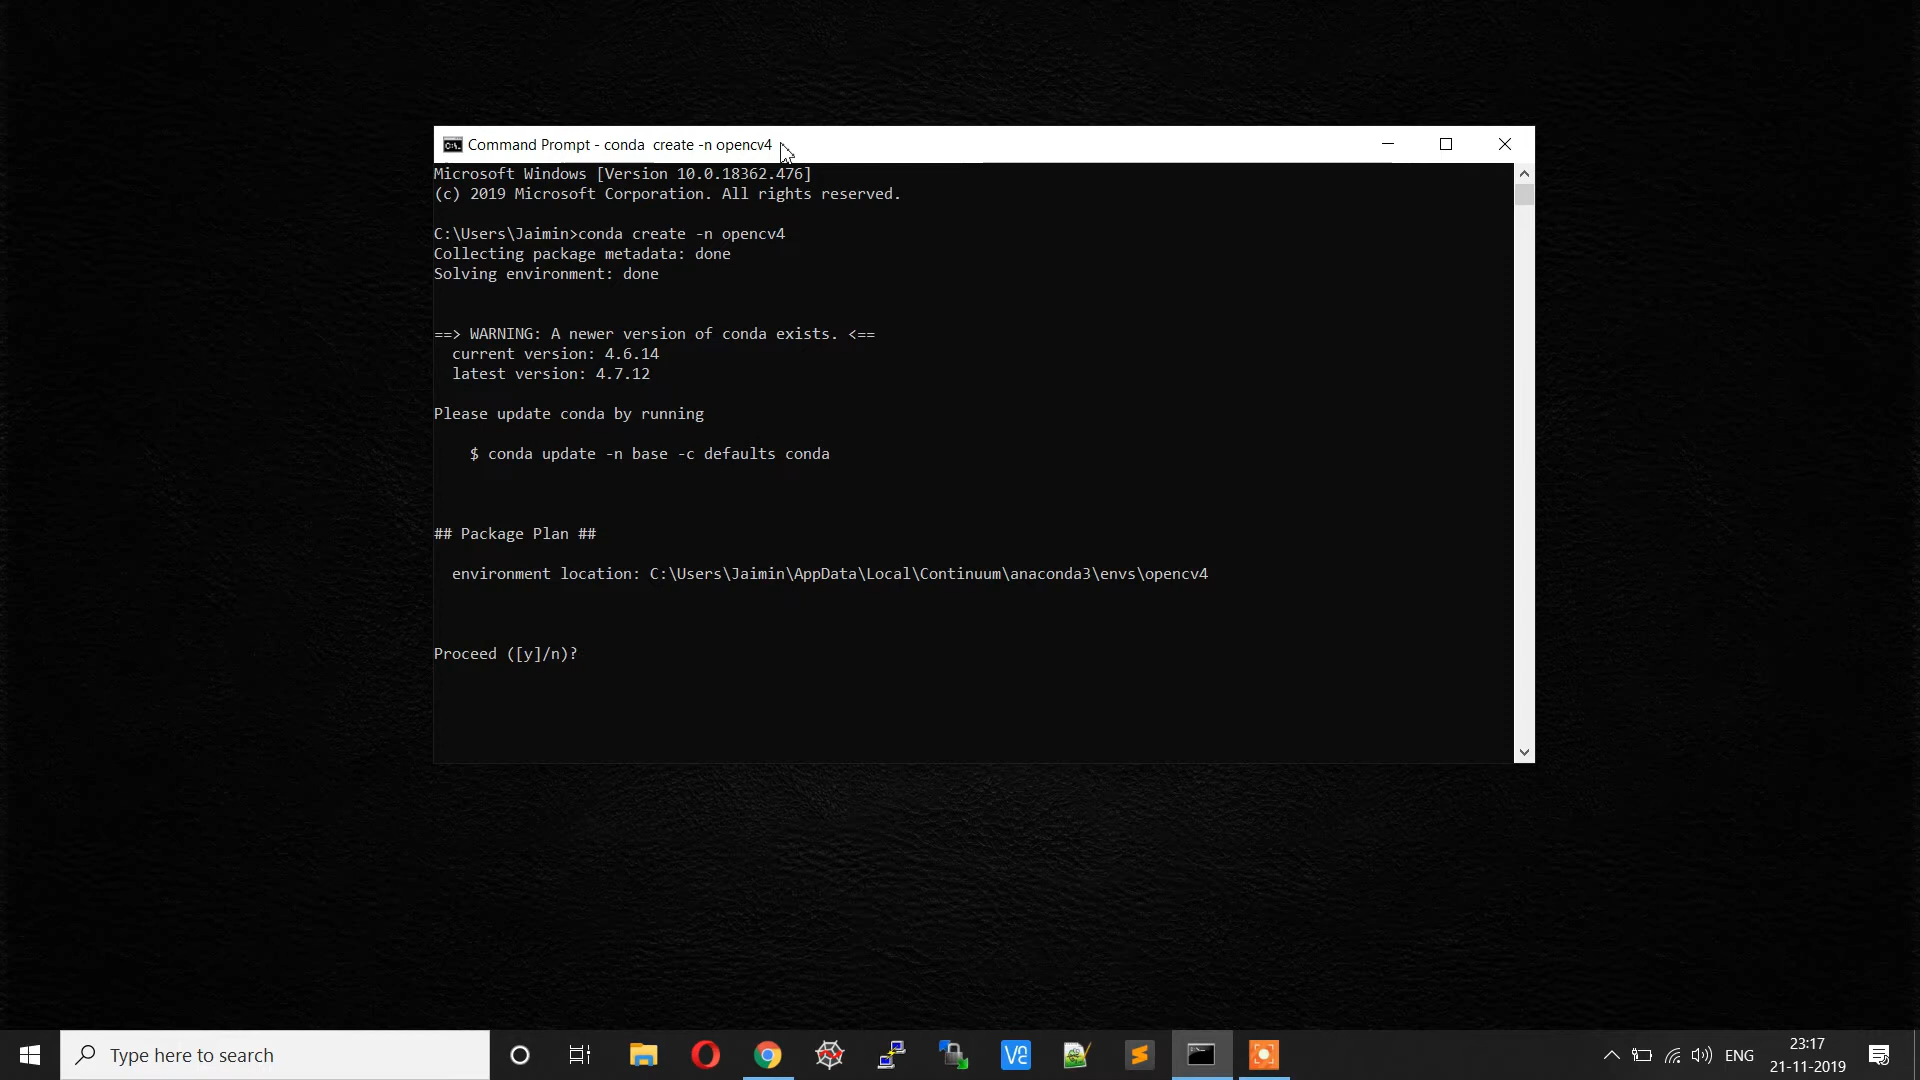 Command Prompt - conda  create -n opencv4
Microsoft Windows [Version 10.0.18362.476]
(c) 2019 Microsoft Corporation. All rights reserved.
C:\Users\Jaimin>conda create -n opencv4
Collecting package metadata: done
Solving environment: done
==> WARNING: A newer version of conda exists. <==
  current version: 4.6.14
  latest version: 4.7.12
Please update conda by running
    $ conda update -n base -c defaults conda
## Package Plan ##
  environment location: C:\Users\Jaimin\AppData\Local\Continuum\anaconda3\envs\opencv4
Proceed ([y]/n)?
Type here to search
ENG
23:17
21-11-2019